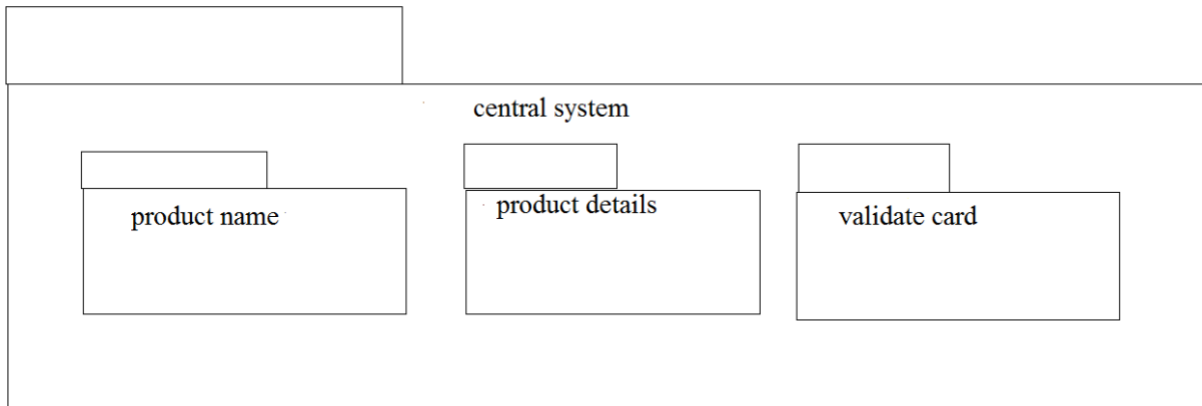 central system
product name
product details
validate card